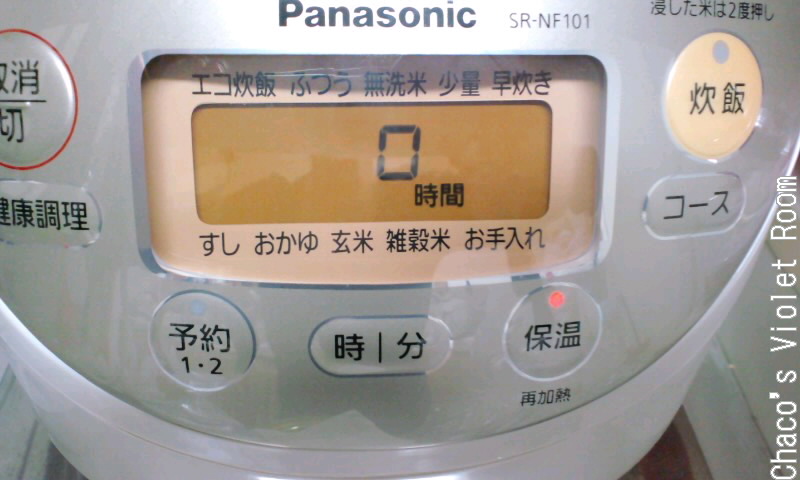 Panasonic
SR-NF101
浸した米は2度押し
取消
切
エコ炊飯 ふつう 無洗米 少量 早炊き
炊飯
0
時間
健康調理
コース
すし おかゆ 玄米 雑穀米 お手入れ
予約
1・2
時|分
保温
再加熱
Chaco's Violet Room